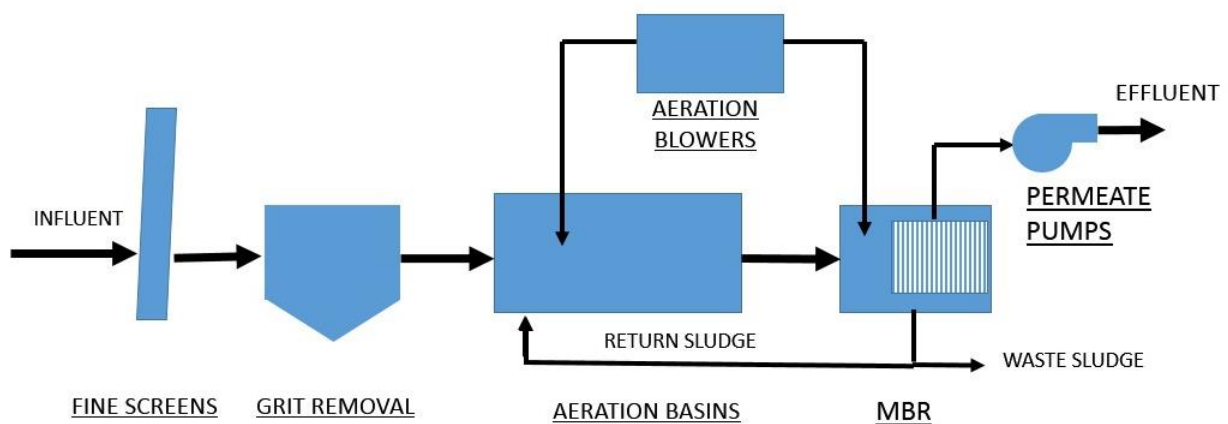 EFFLUENT
AERATION
BLOWERS
PERMEATE
PUMPS
INFLUENT
RETURN SLUDGE
WASTE SLUDGE
FINE SCREENS
GRIT REMOVAL
AERATION BASINS
MBR